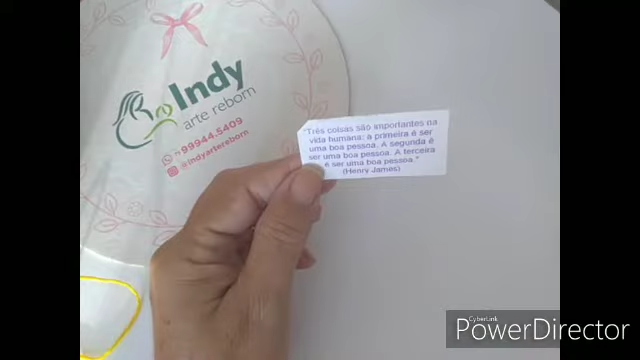 Indy
arte reborn
99944.5409
@indyartereborn
"Três coisas são importantes na
vida humana: a primeira é ser
uma boa pessoa. A segunda é
ser uma boa pessoa. A terceira
é ser uma boa pessoa."
(Henry James)
CyberLink
PowerDirector